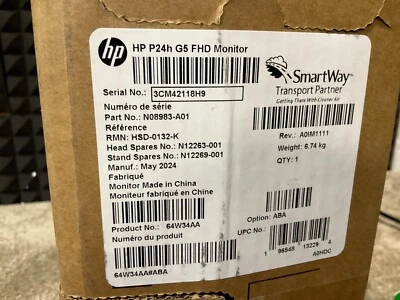 hp HP P24h G5 FHD Monitor
SmartWay
Transport Partner
Getting There With Cleaner Air
Serial No.: 3CM42118H9
Numéro de série
Part No.: N08983-A01
Référence
RMN: HSD-0132-K
Head Spares No.: N12263-001
Stand Spares No.: N12269-001
Manuf.: May 2024
Fabriqué
Monitor Made in China
Moniteur fabriqué en Chine
Rev.: A0IM1111
Weight: 6.74 kg
QTY: 1
Product No.: 64W34AA
Numéro du produit
64W34AA#ABA
Option: ABA
UPC No.:
1 96548 13229 4
A0HDC